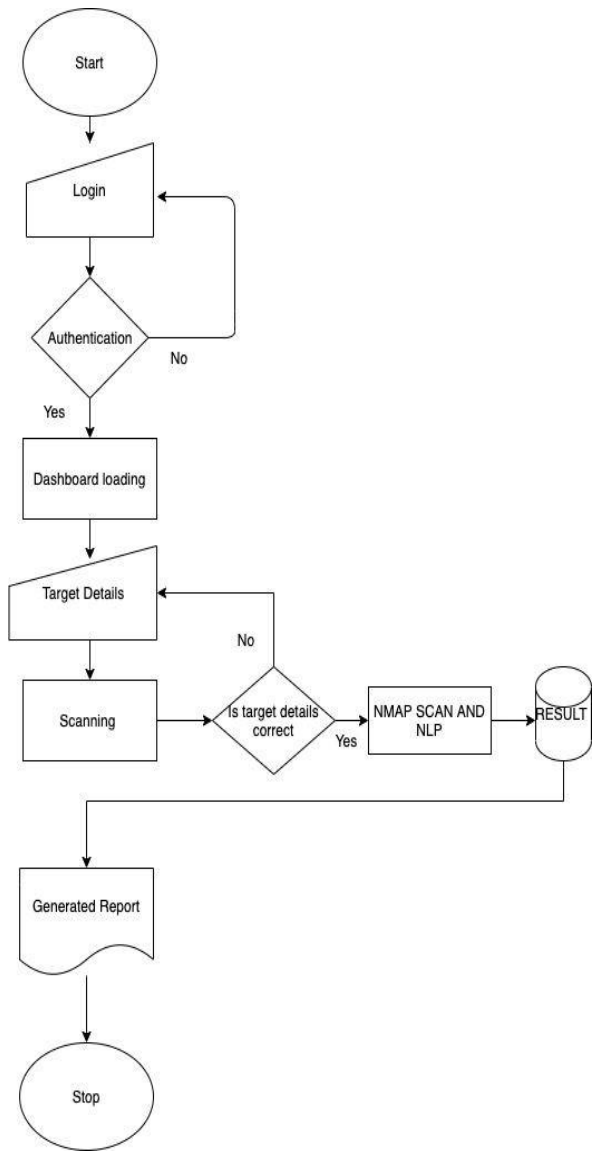 Start
Login
Authentication
No
Yes
Dashboard loading
Target Details
No
Scanning
Is target details
correct
Yes
NMAP SCAN AND
NLP
RESULT
Generated Report
Stop